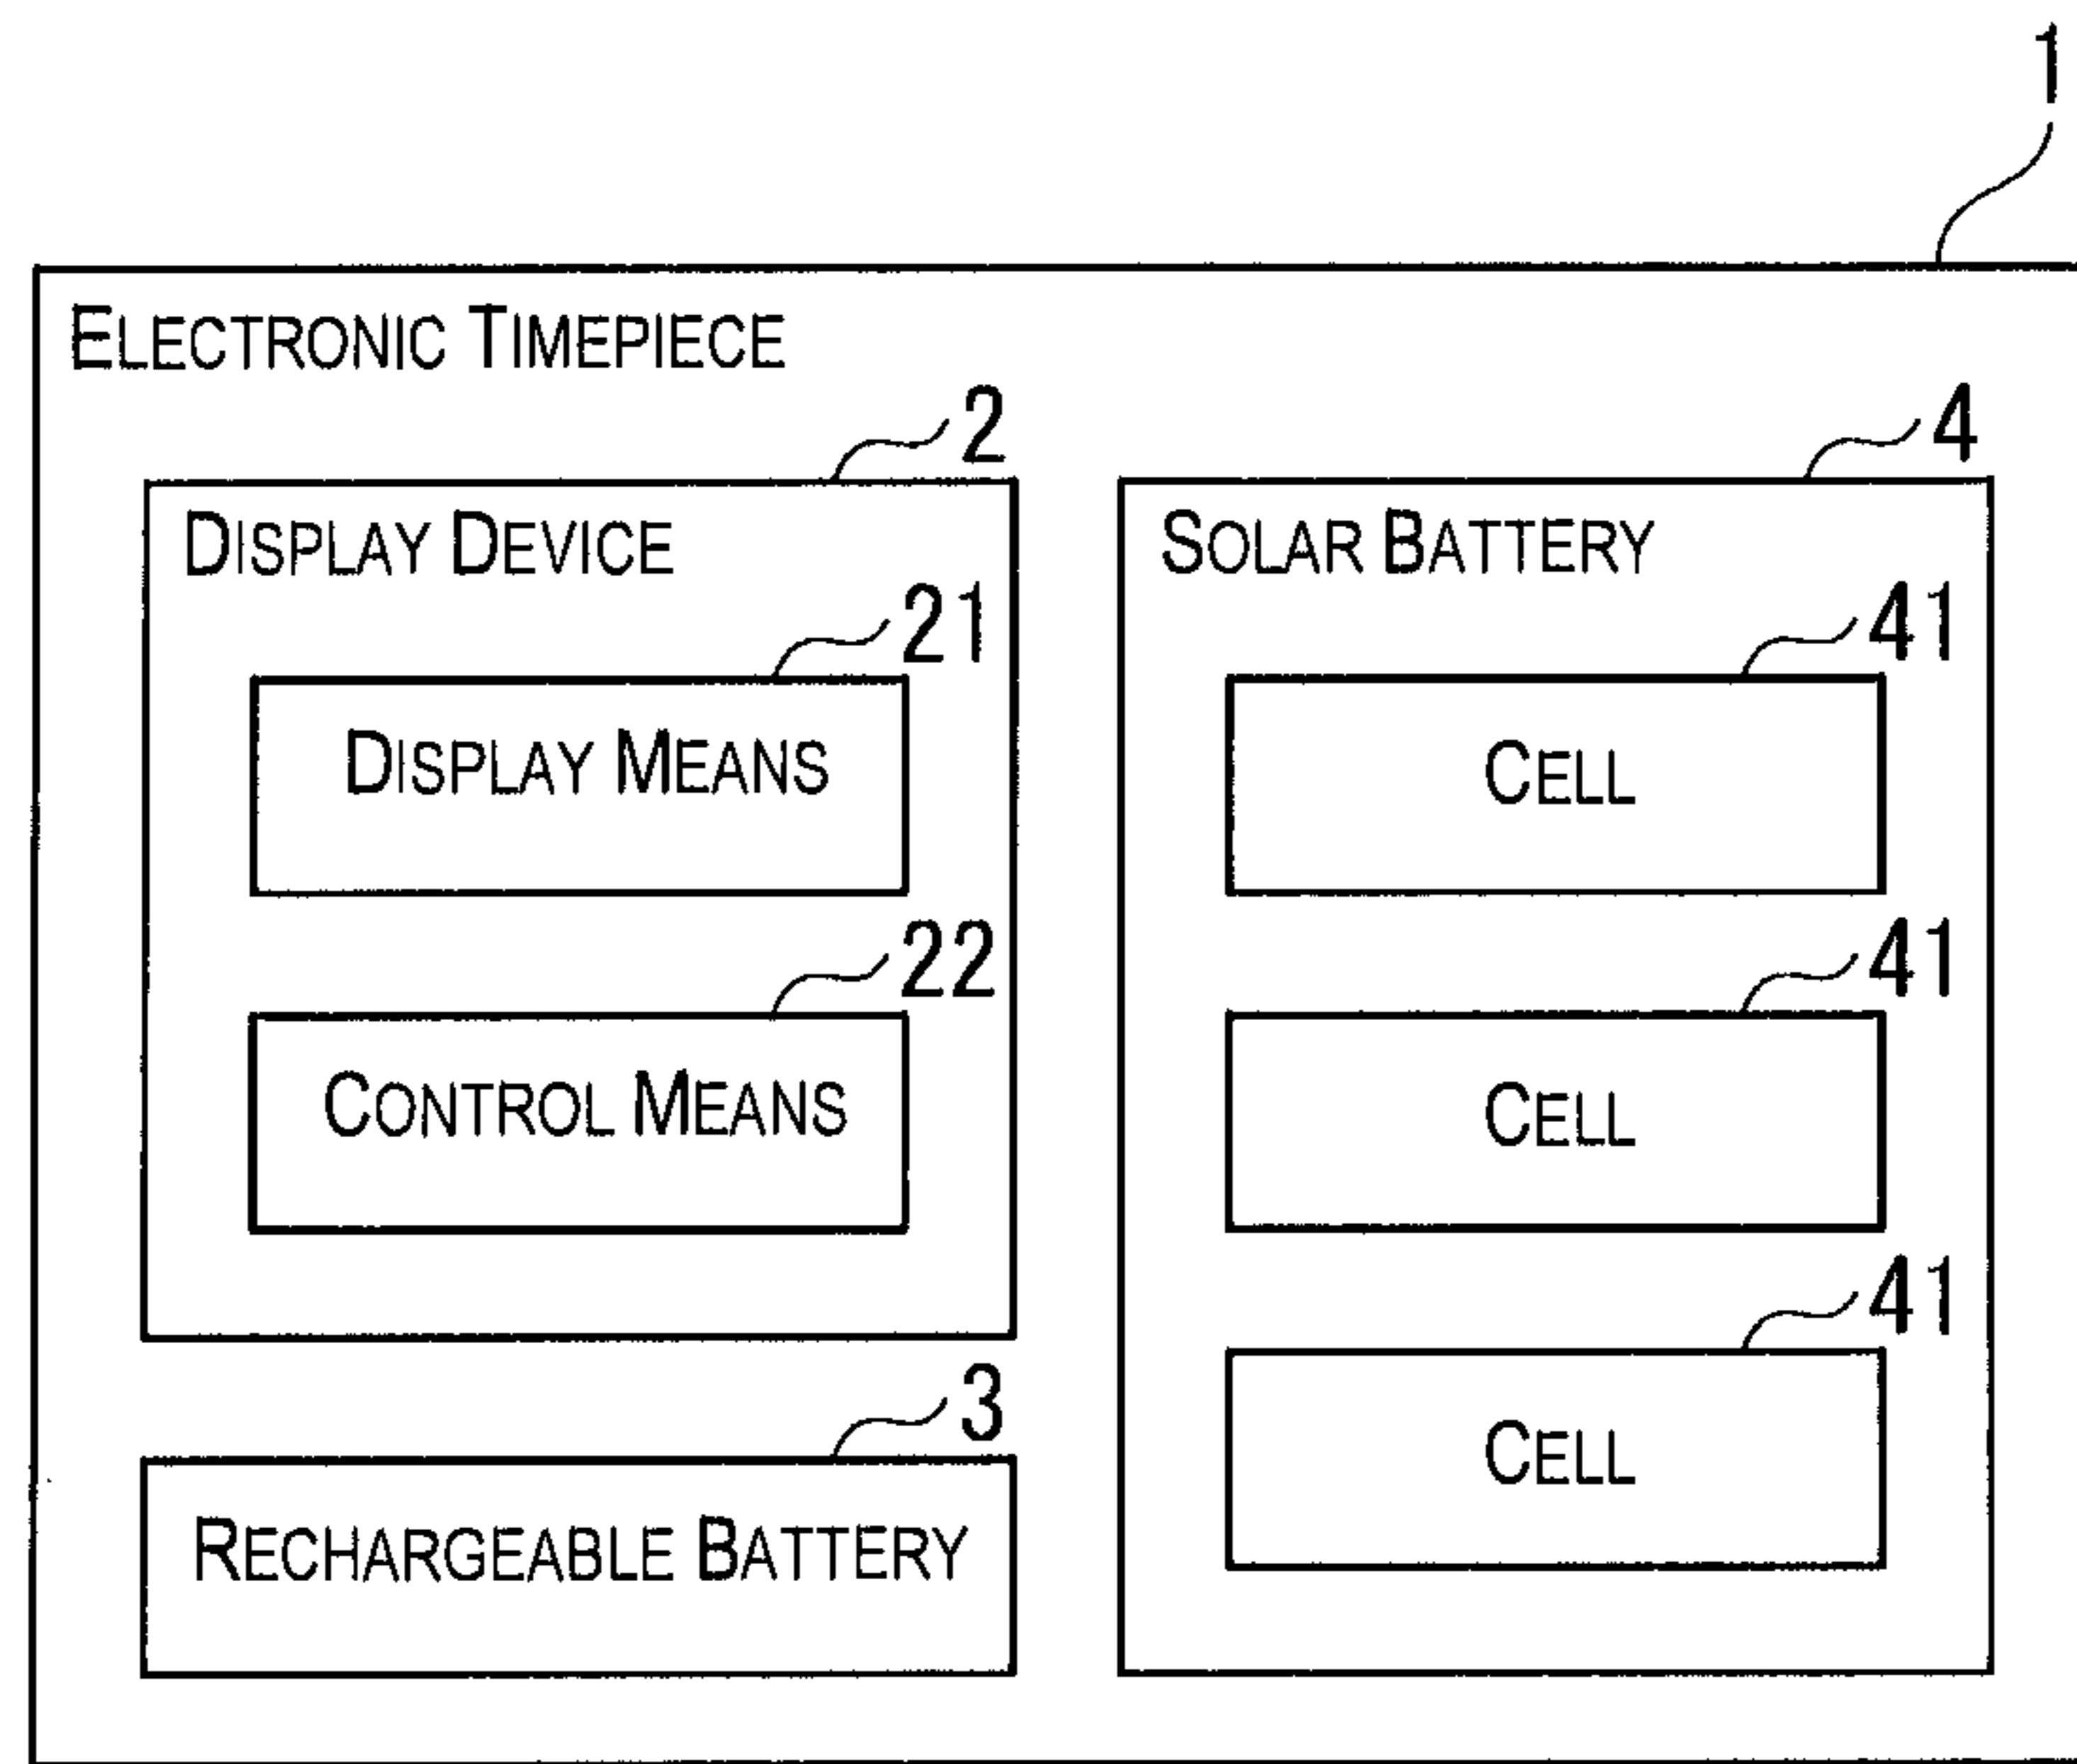 1
ELECTRONIC TIMEPIECE
2
DISPLAY DEVICE
21
DISPLAY MEANS
22
CONTROL MEANS
3
RECHARGEABLE BATTERY
4
SOLAR BATTERY
41
CELL
41
CELL
41
CELL